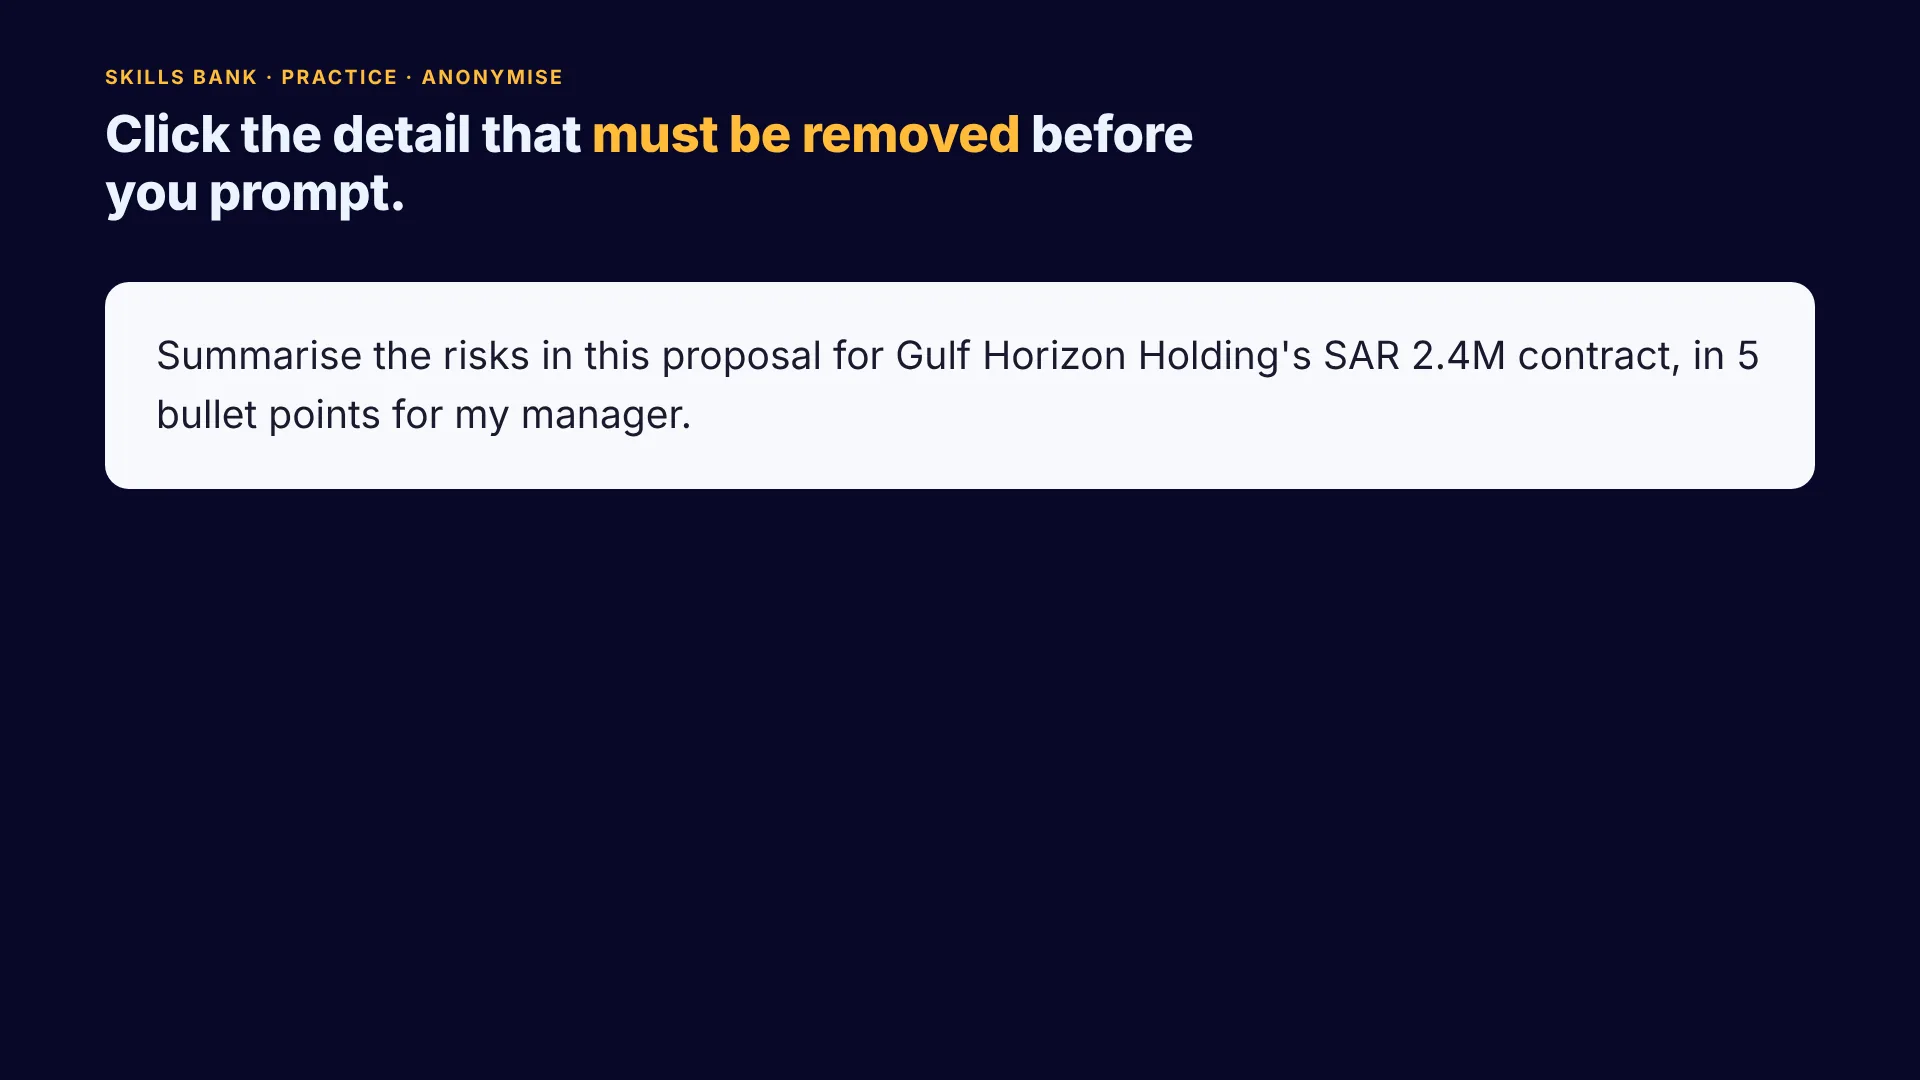 SKILLS BANK · PRACTICE · ANONYMISE
Click the detail that must be removed before
you prompt.
Summarise the risks in this proposal for Gulf Horizon Holding's SAR 2.4M contract, in 5
bullet points for my manager.